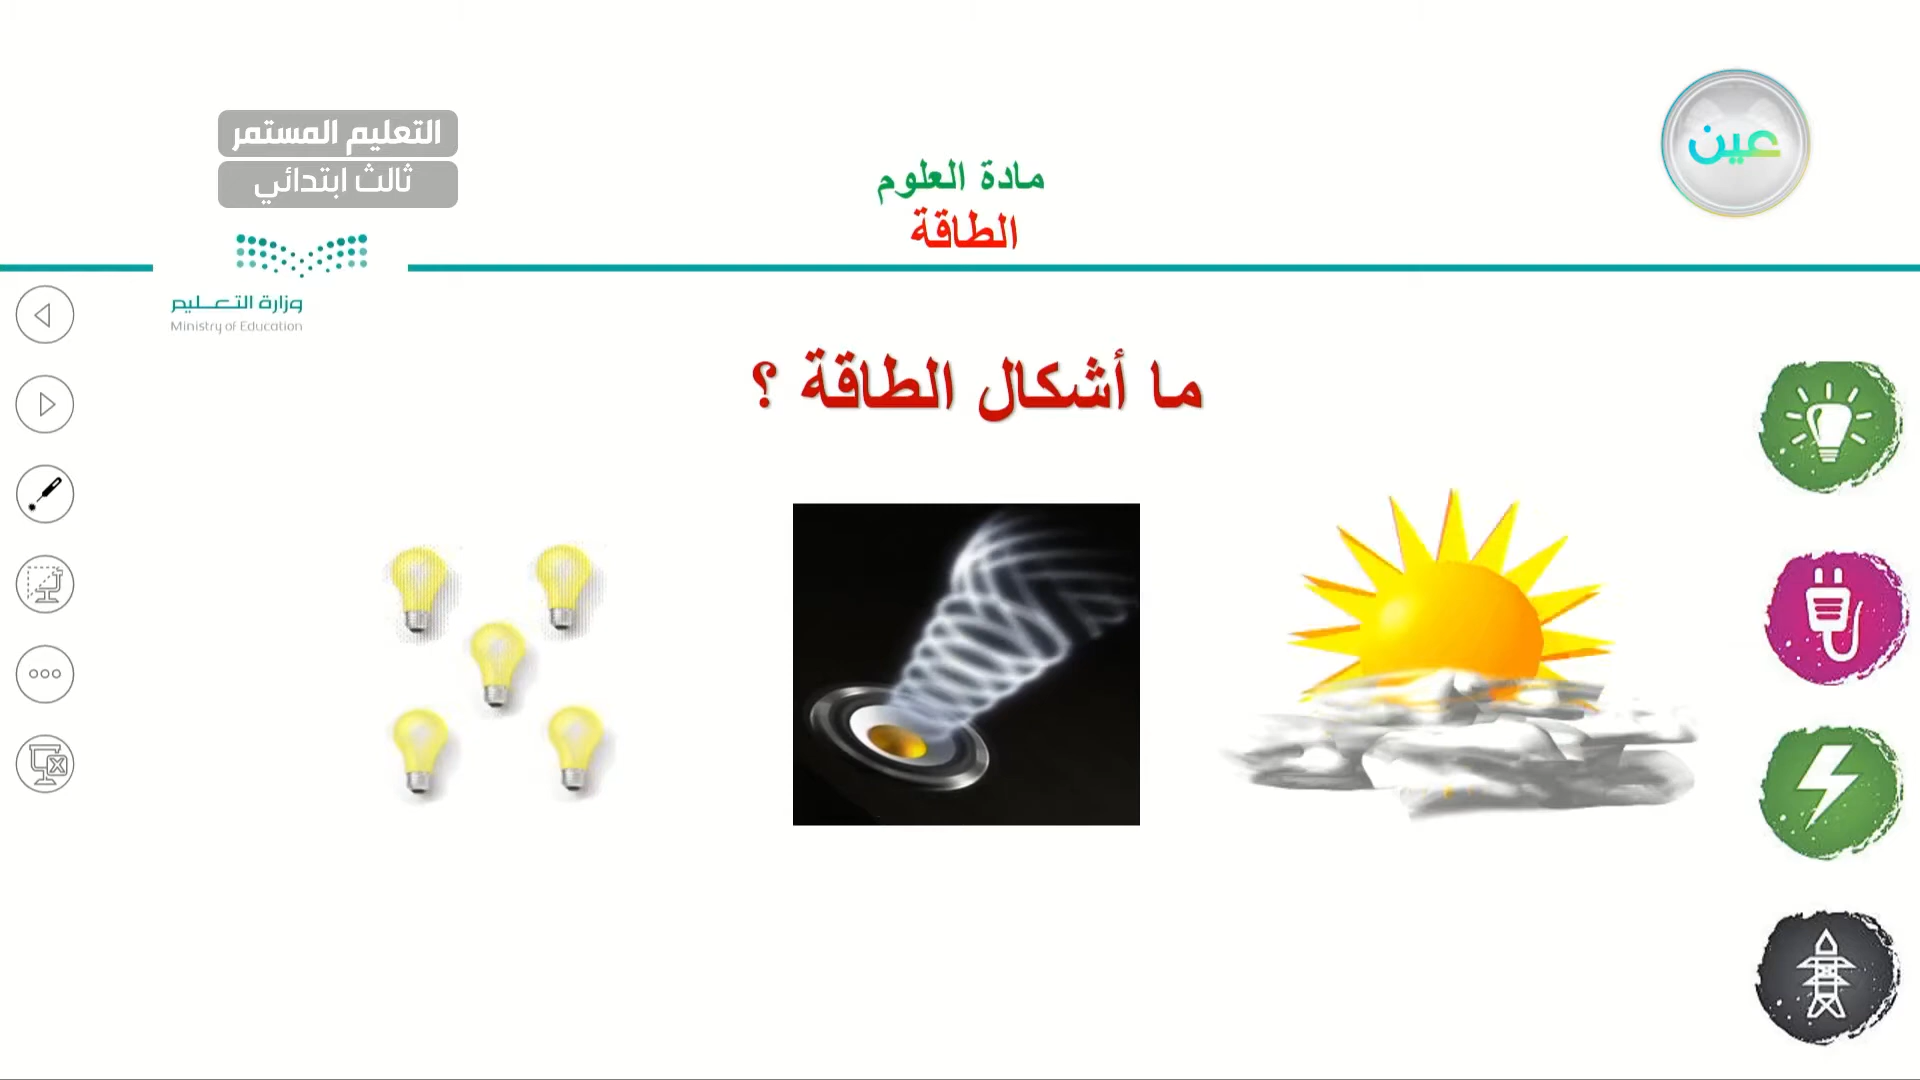 عين
التعليم المستمر
ثالث ابتدائي
مادة العلوم
الطاقة
وزارة التعليم
Ministry of Education
ما أشكال الطاقة ؟